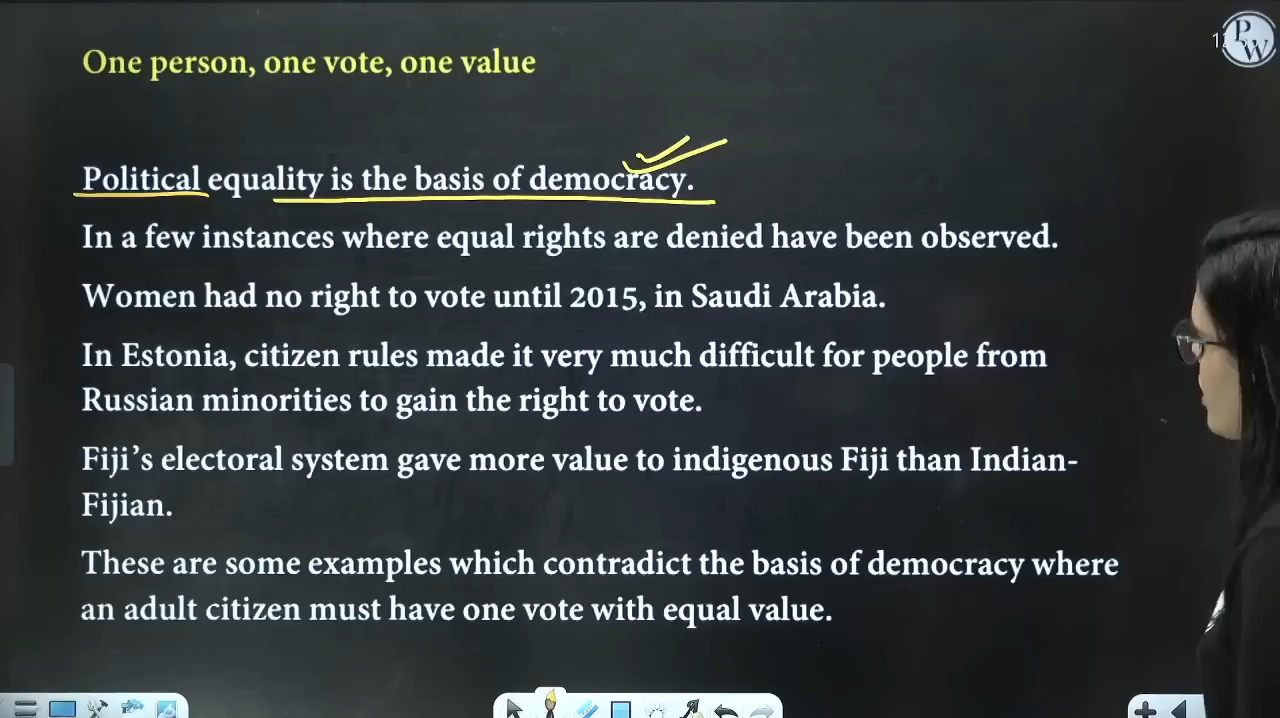 One person, one vote, one value
PW
Political equality is the basis of democracy.
In a few instances where equal rights are denied have been observed.
Women had no right to vote until 2015, in Saudi Arabia.
In Estonia, citizen rules made it very much difficult for people from
Russian minorities to gain the right to vote.
Fiji's electoral system gave more value to indigenous Fiji than Indian-
Fijian.
These are some examples which contradict the basis of democracy where
an adult citizen must have one vote with equal value.